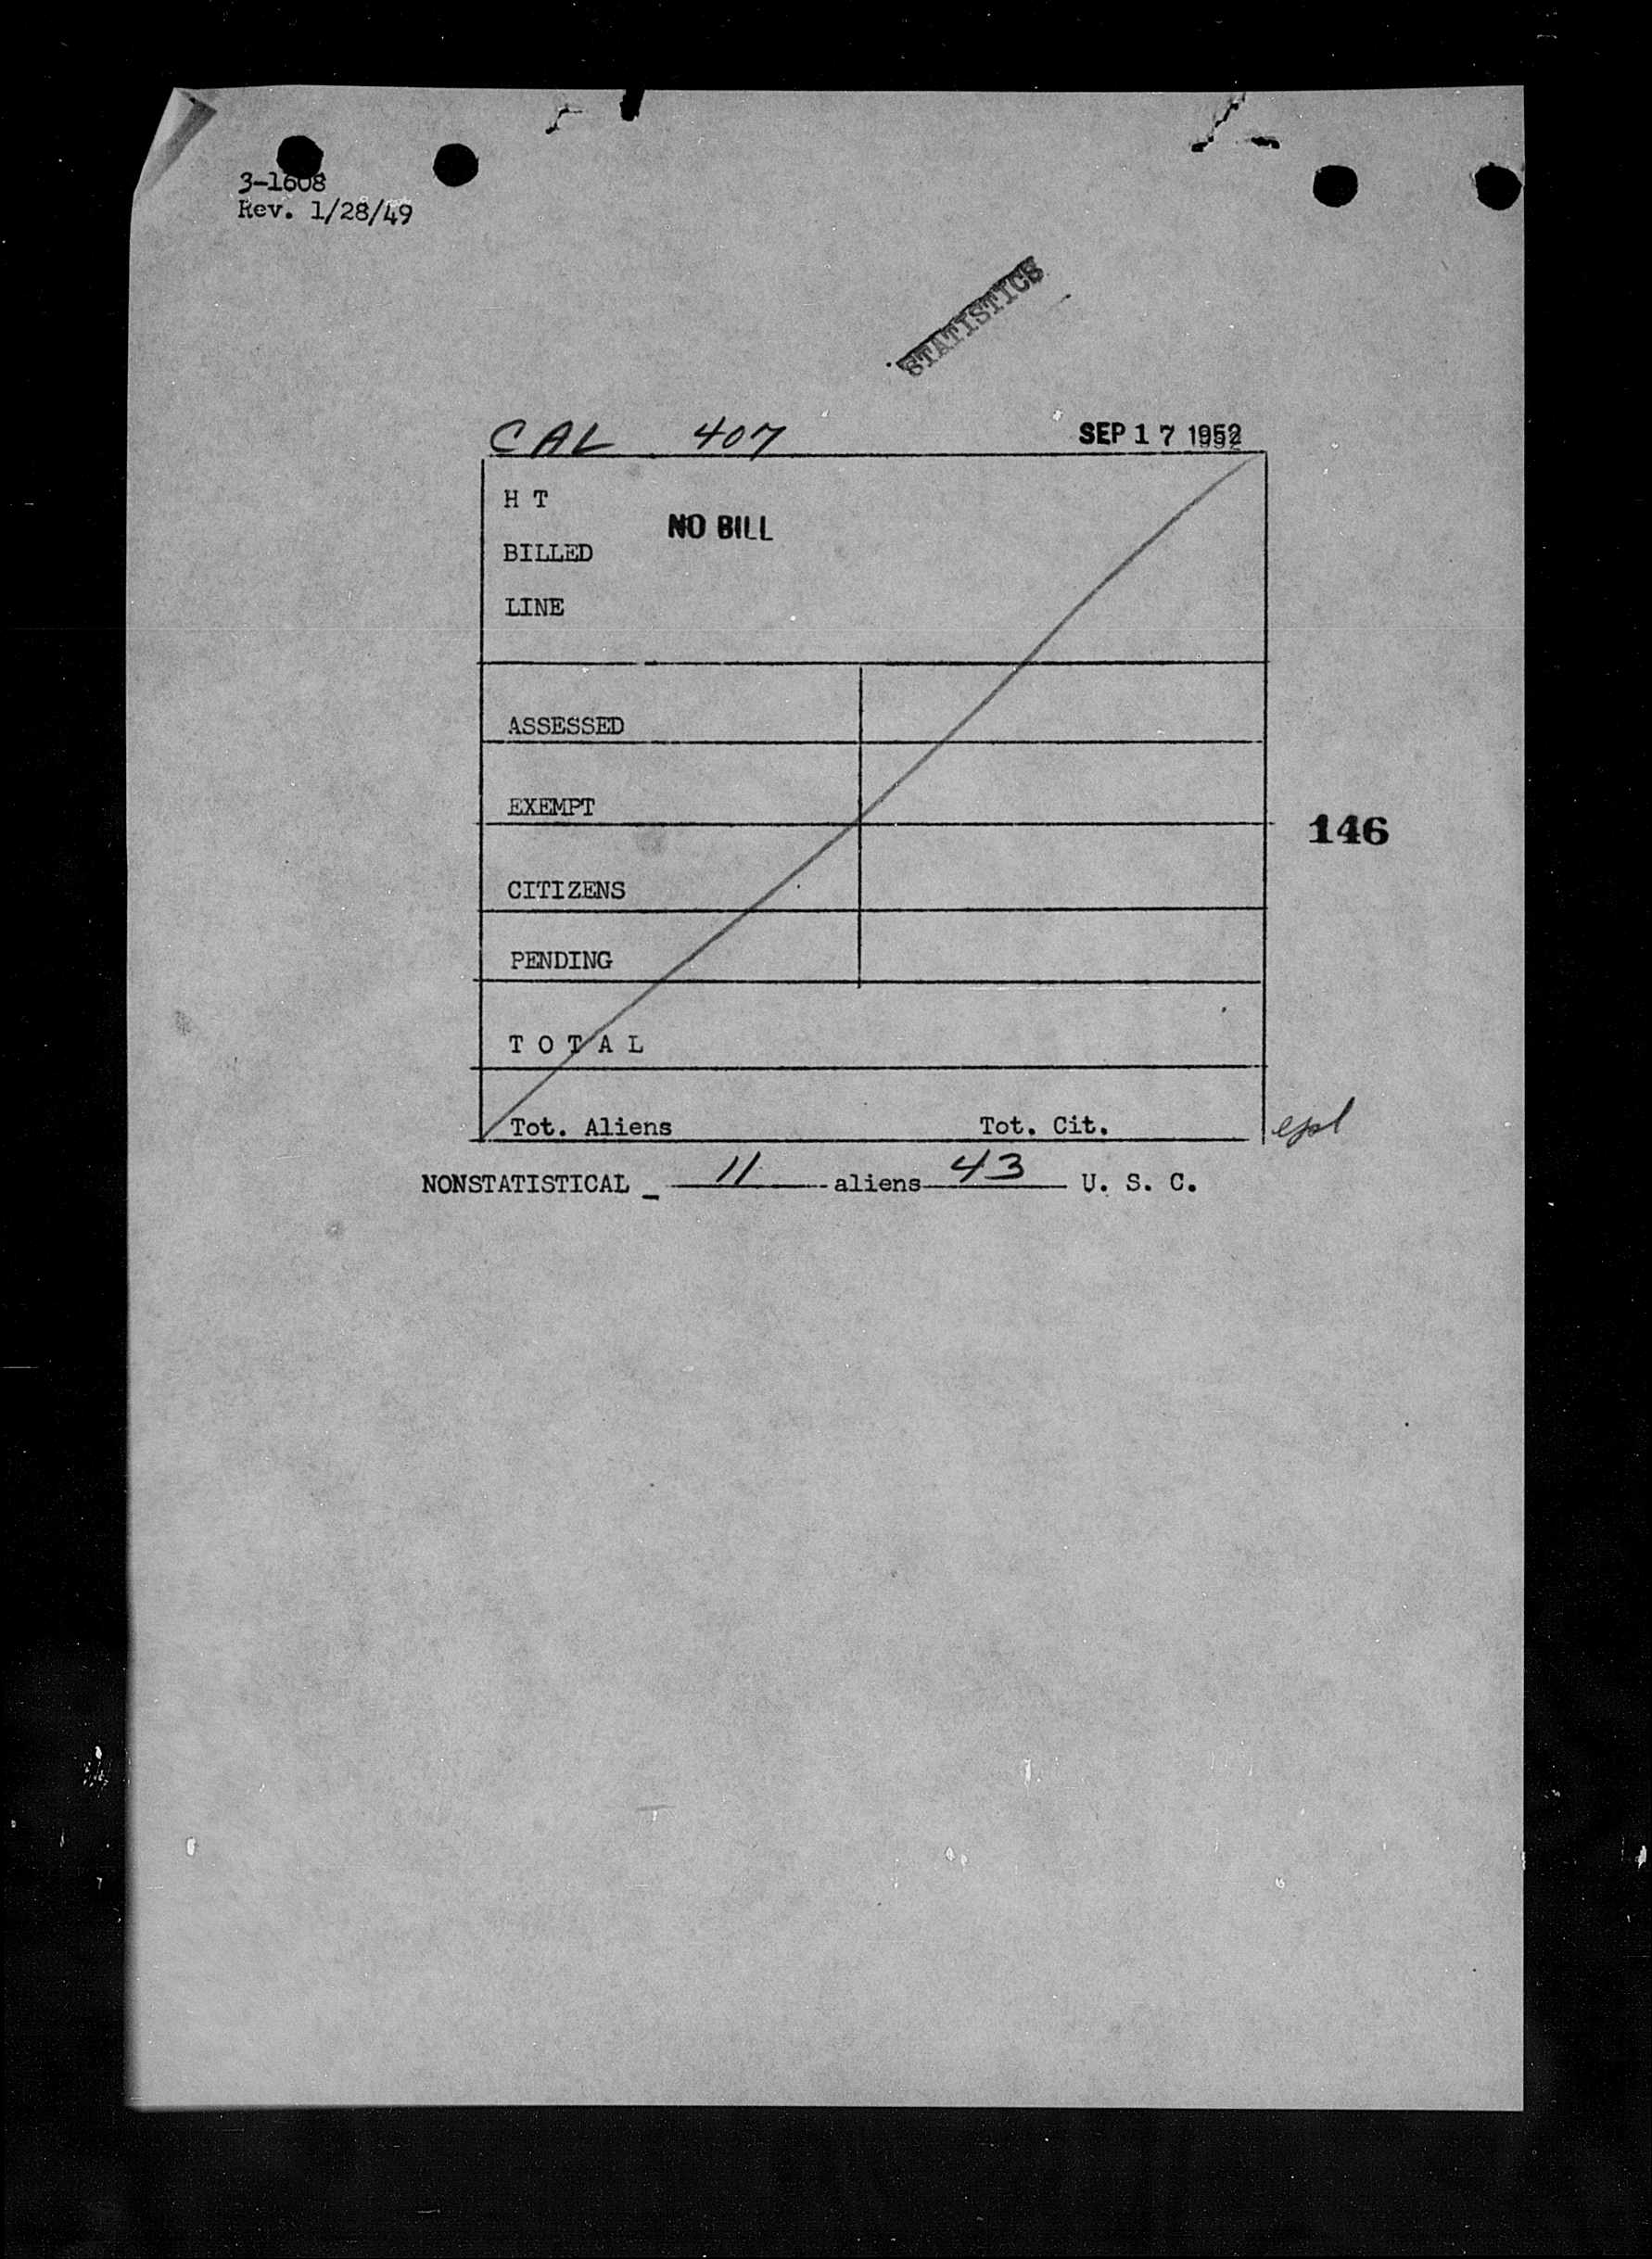 3-1608
Rev. 1/28/49
STATISTICS
CAL 407 SEP 17 1952
H T
NO BILL
BILLED
LINE
ASSESSED
EXEMPT
146
CITIZENS
PENDING
T O T A L
Tot. Aliens Tot. Cit.
NONSTATISTICAL _ 11 aliens 43 U. S. C.